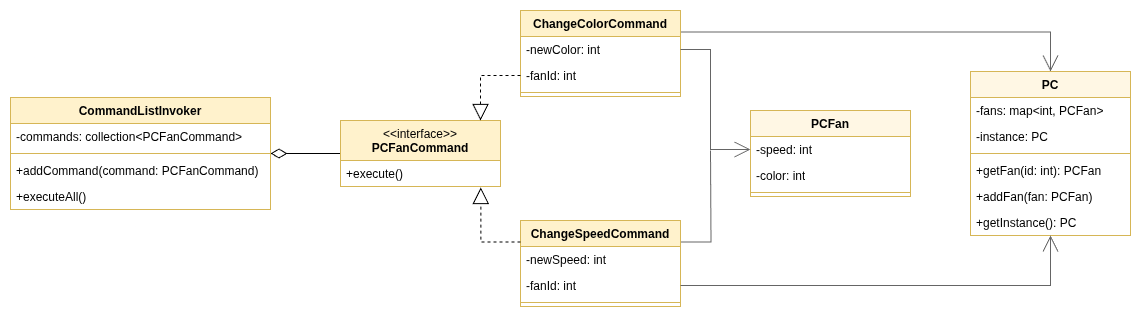 CommandListInvoker
-commands: collection<PCFanCommand>
+addCommand(command: PCFanCommand)
+executeAll()
<<interface>>
PCFanCommand
+execute()
ChangeColorCommand
-newColor: int
-fanId: int
ChangeSpeedCommand
-newSpeed: int
-fanId: int
PCFan
-speed: int
-color: int
PC
-fans: map<int, PCFan>
-instance: PC
+getFan(id: int): PCFan
+addFan(fan: PCFan)
+getInstance(): PC